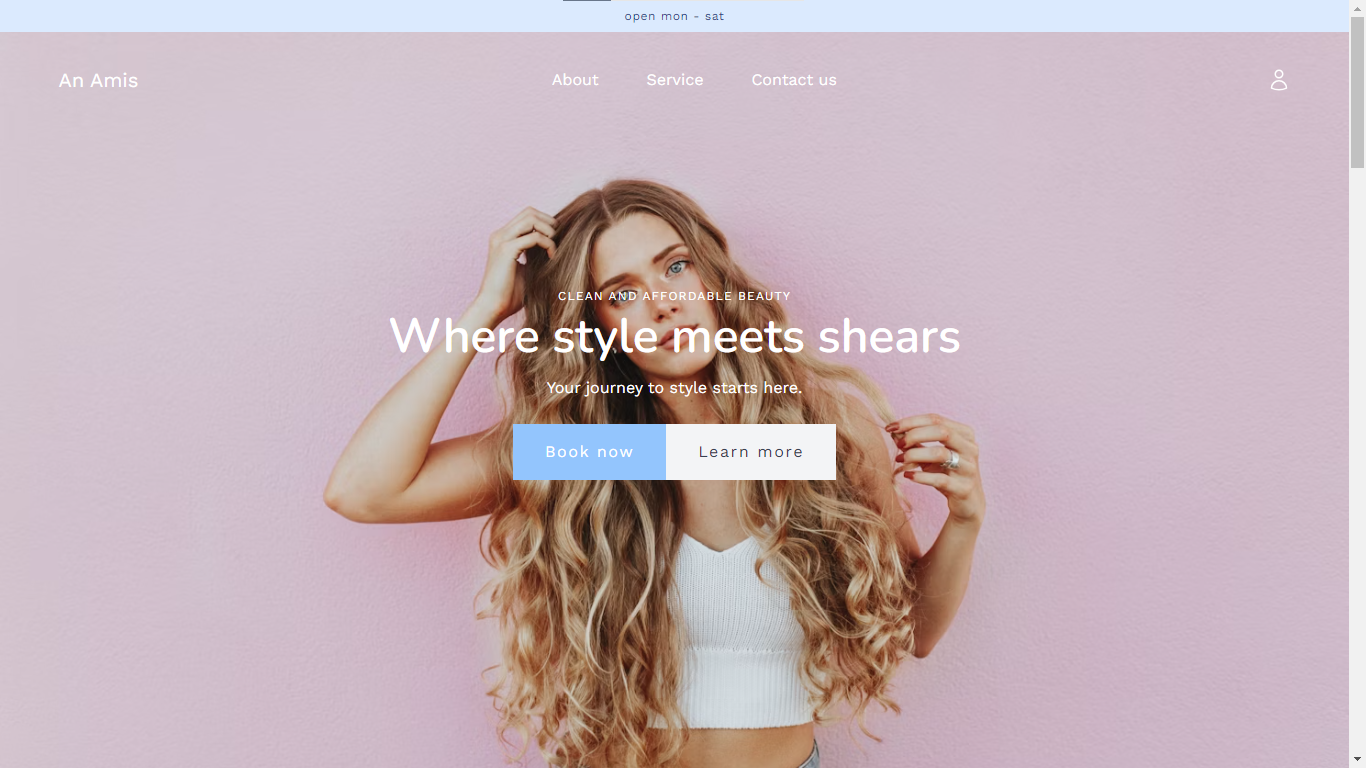 open mon - sat
An Amis
About
Service
Contact us
CLEAN AND AFFORDABLE BEAUTY
Where style meets shears
Your journey to style starts here.
Book now
Learn more